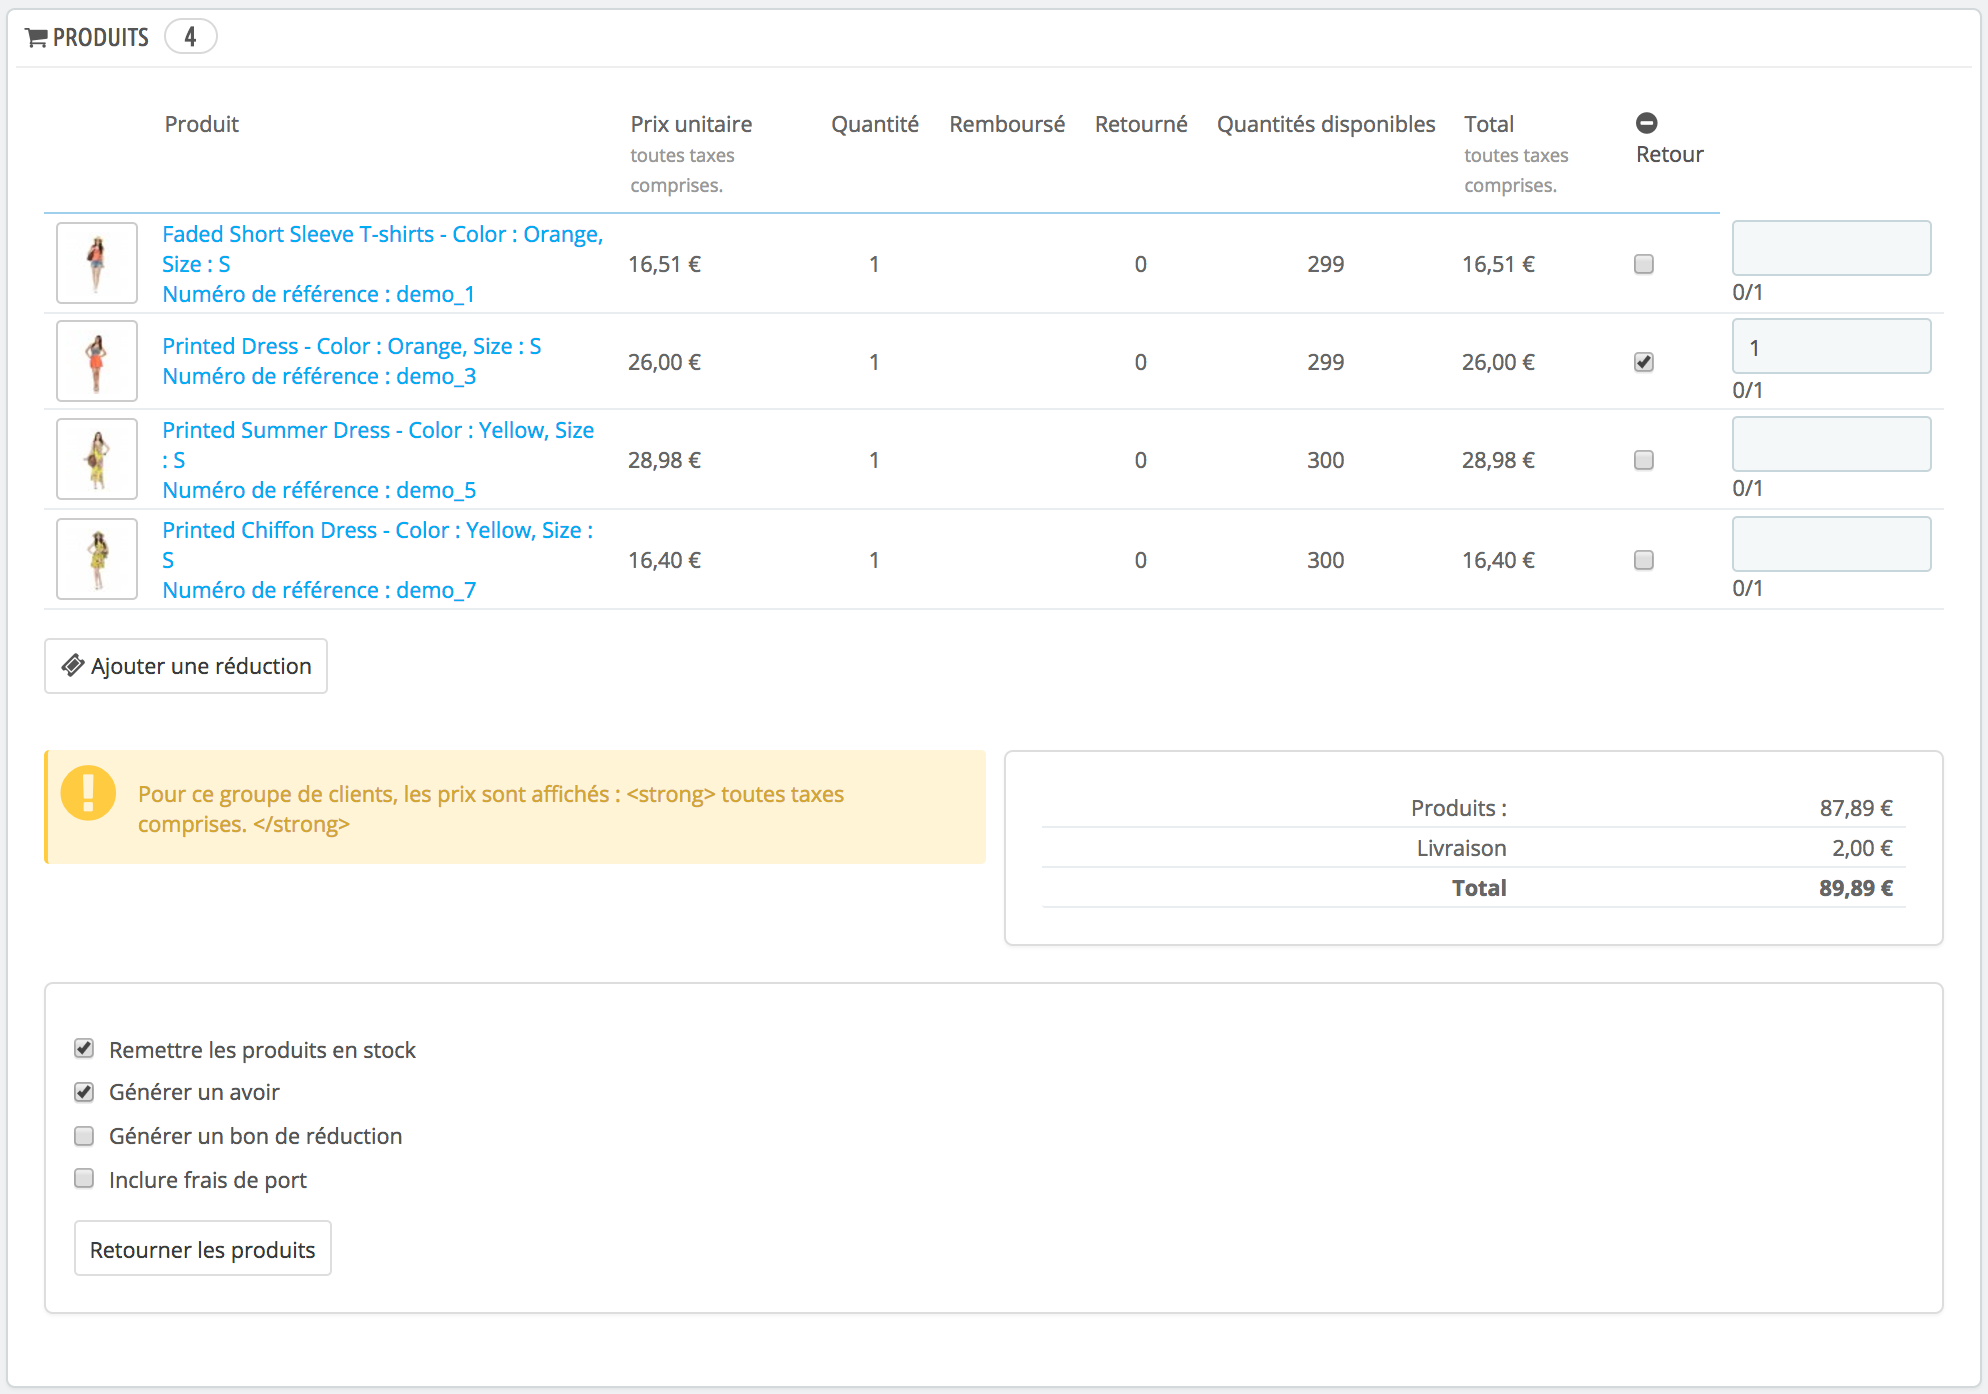 PRODUITS 4
Produit Prix unitaire Quantité Remboursé Retourné Quantités disponibles Total
toutes taxes toutes taxes Retour
comprises. comprises.
Faded Short Sleeve T-shirts - Color : Orange,
Size : S
Numéro de référence : demo_1
16,51 € 1 0 299 16,51 €
0/1
Printed Dress - Color : Orange, Size : S
Numéro de référence : demo_3
26,00 € 1 0 299 26,00 € 1
0/1
Printed Summer Dress - Color : Yellow, Size
: S
Numéro de référence : demo_5
28,98 € 1 0 300 28,98 €
0/1
Printed Chiffon Dress - Color : Yellow, Size :
S
Numéro de référence : demo_7
16,40 € 1 0 300 16,40 €
0/1
Ajouter une réduction
Pour ce groupe de clients, les prix sont affichés : <strong> toutes taxes
comprises. </strong>
Produits : 87,89 €
Livraison 2,00 €
Total 89,89 €
Remettre les produits en stock
Générer un avoir
Générer un bon de réduction
Inclure frais de port
Retourner les produits